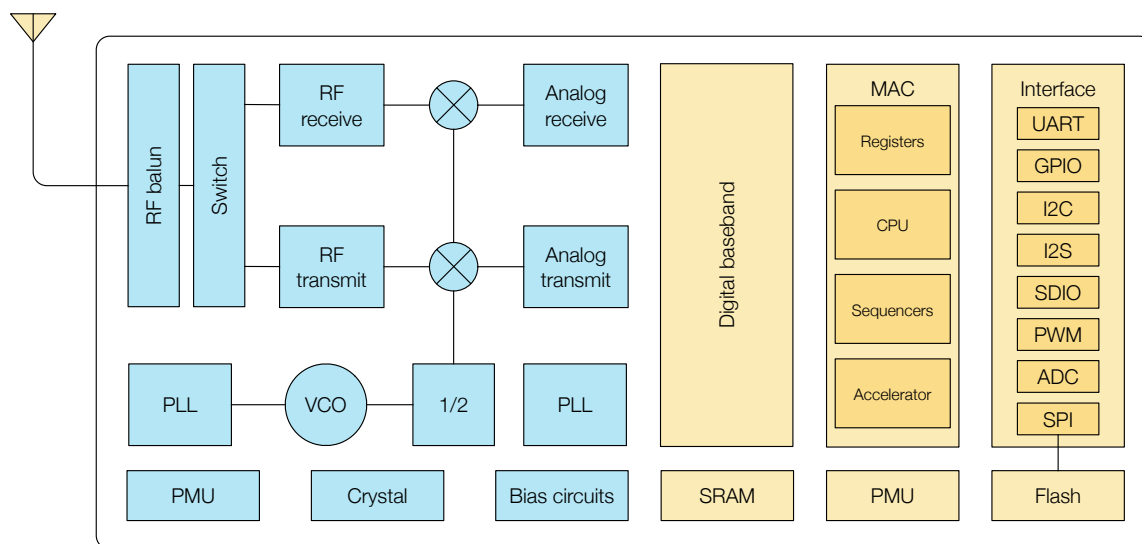 RF balun
Switch
RF
receive
Analog
receive
RF
transmit
Analog
transmit
PLL
VCO
1/2
PLL
PMU
Crystal
Bias circuits
Digital baseband
SRAM
MAC
Registers
CPU
Sequencers
Accelerator
PMU
Interface
UART
GPIO
I2C
I2S
SDIO
PWM
ADC
SPI
Flash